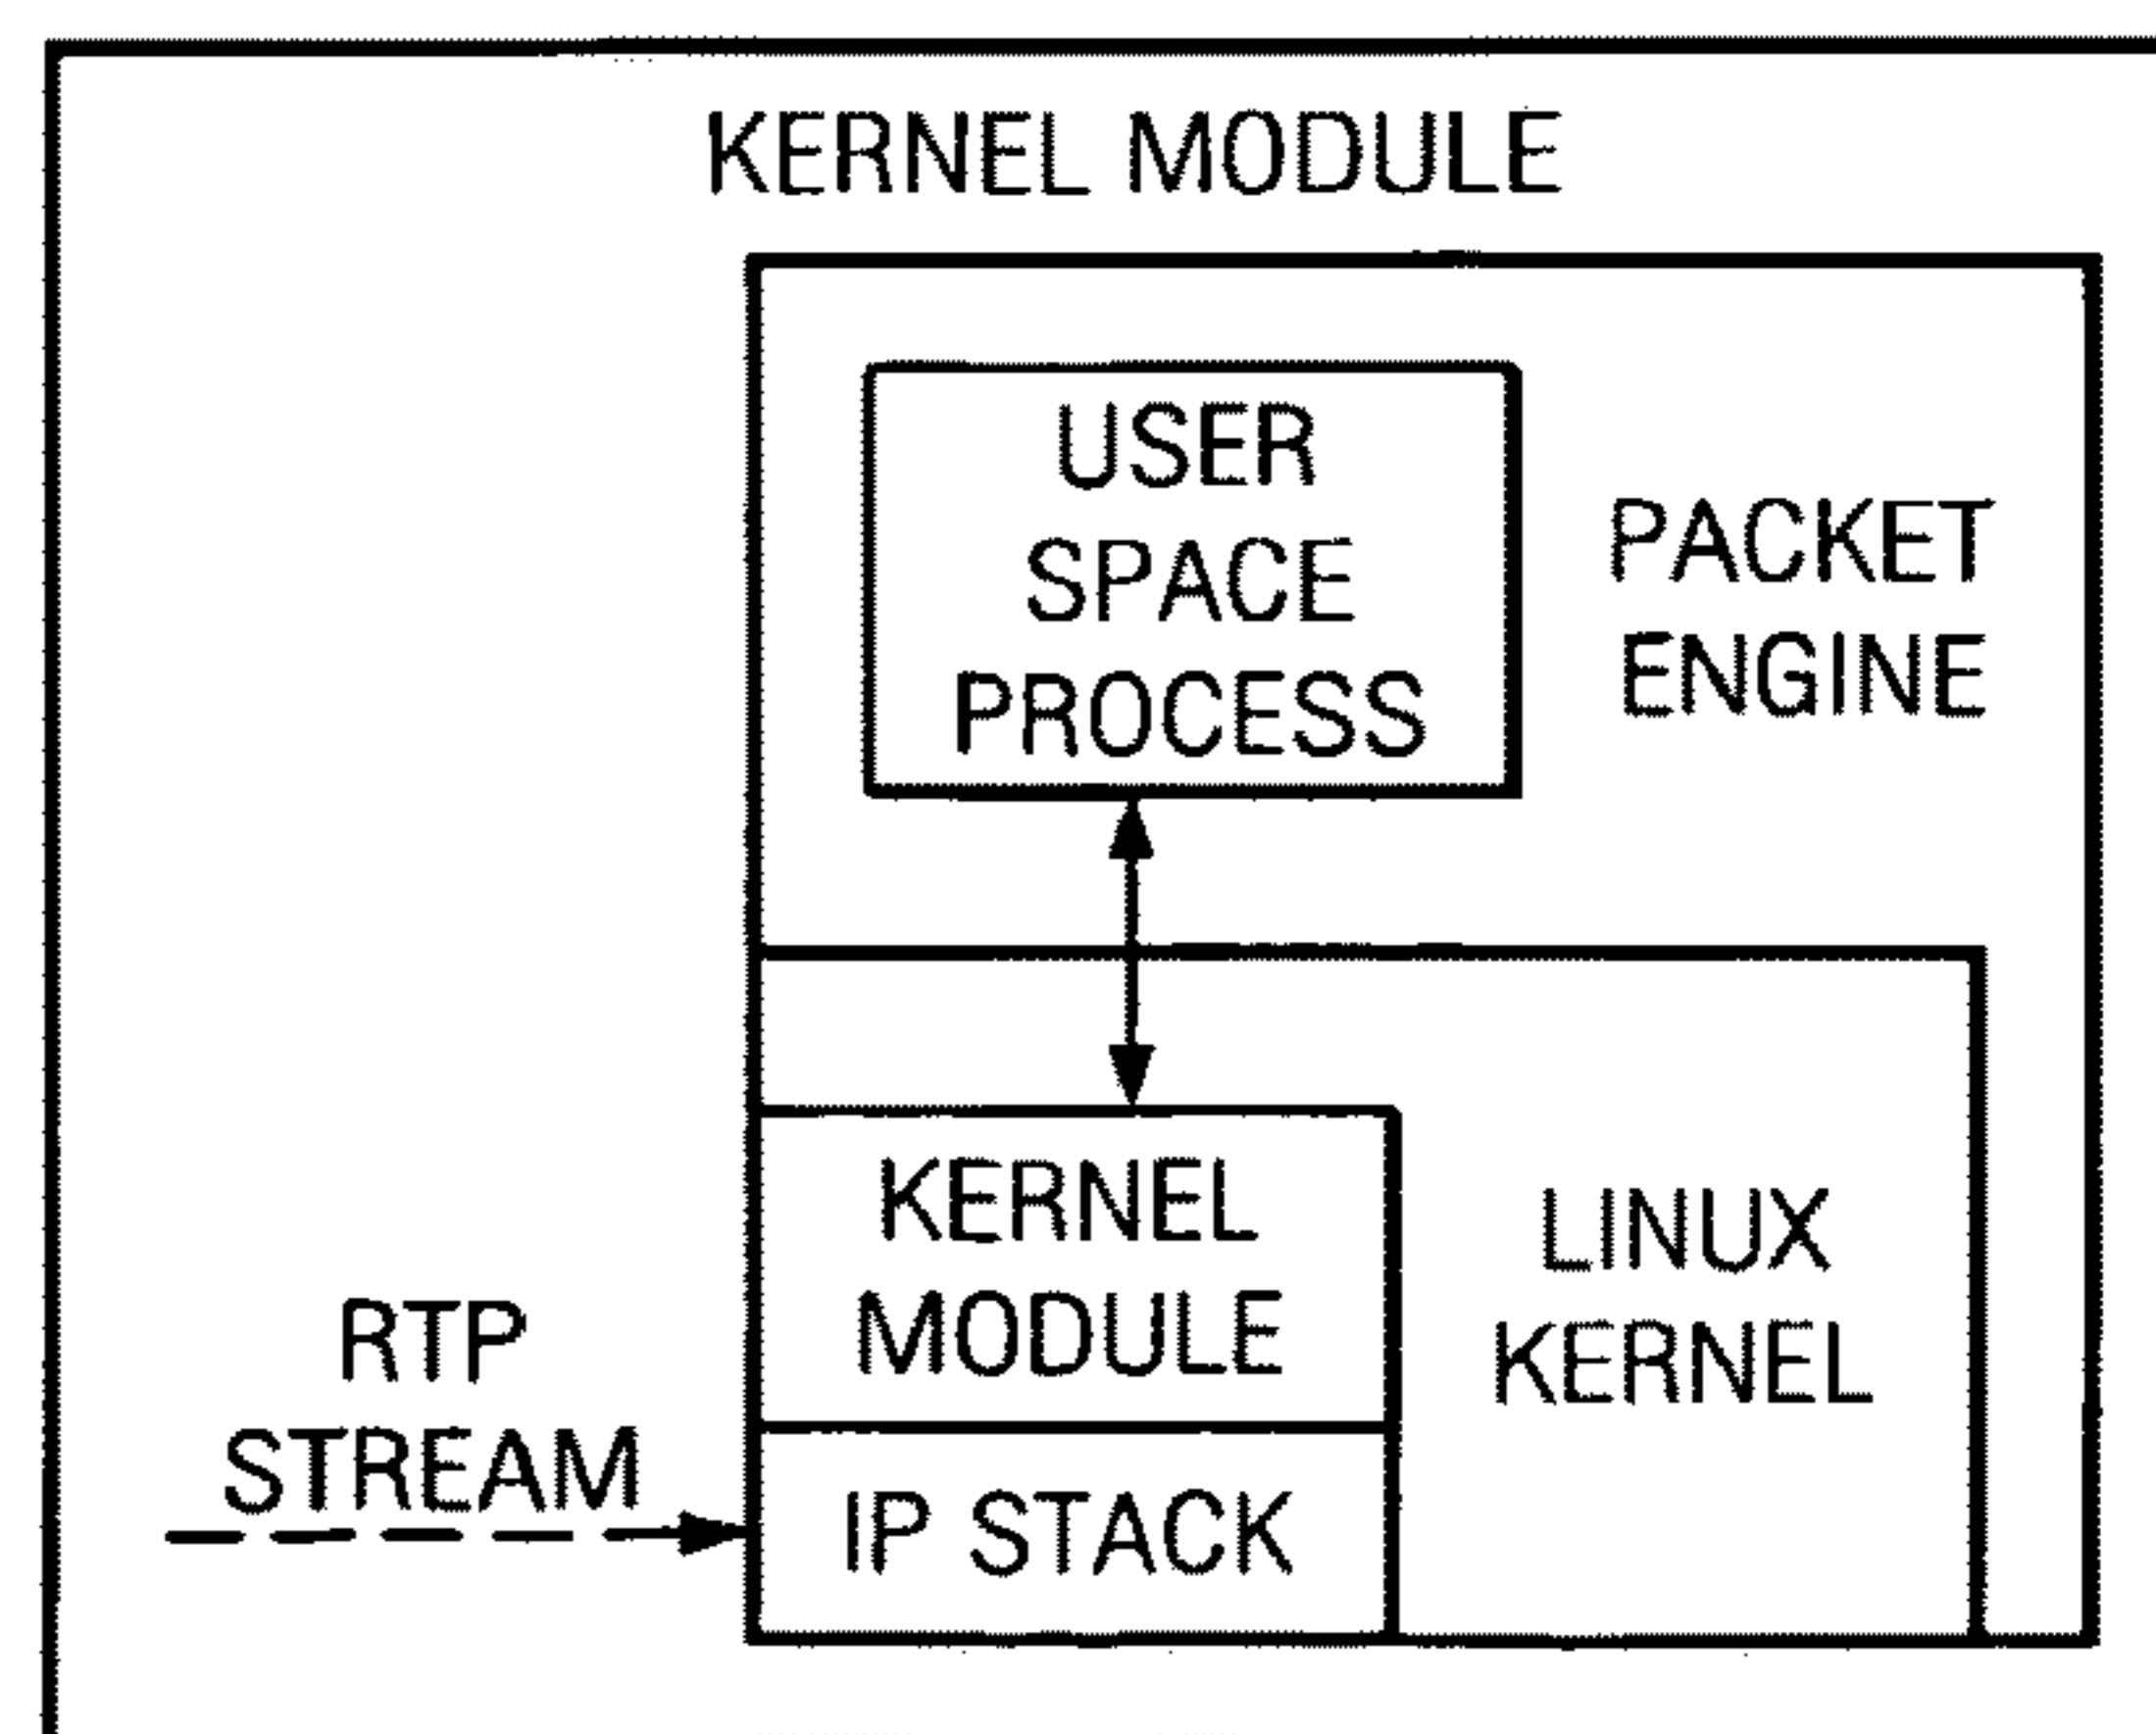 KERNEL MODULE
USER
SPACE
PROCESS
PACKET
ENGINE
KERNEL
MODULE
LINUX
KERNEL
RTP
STREAM
IP STACK